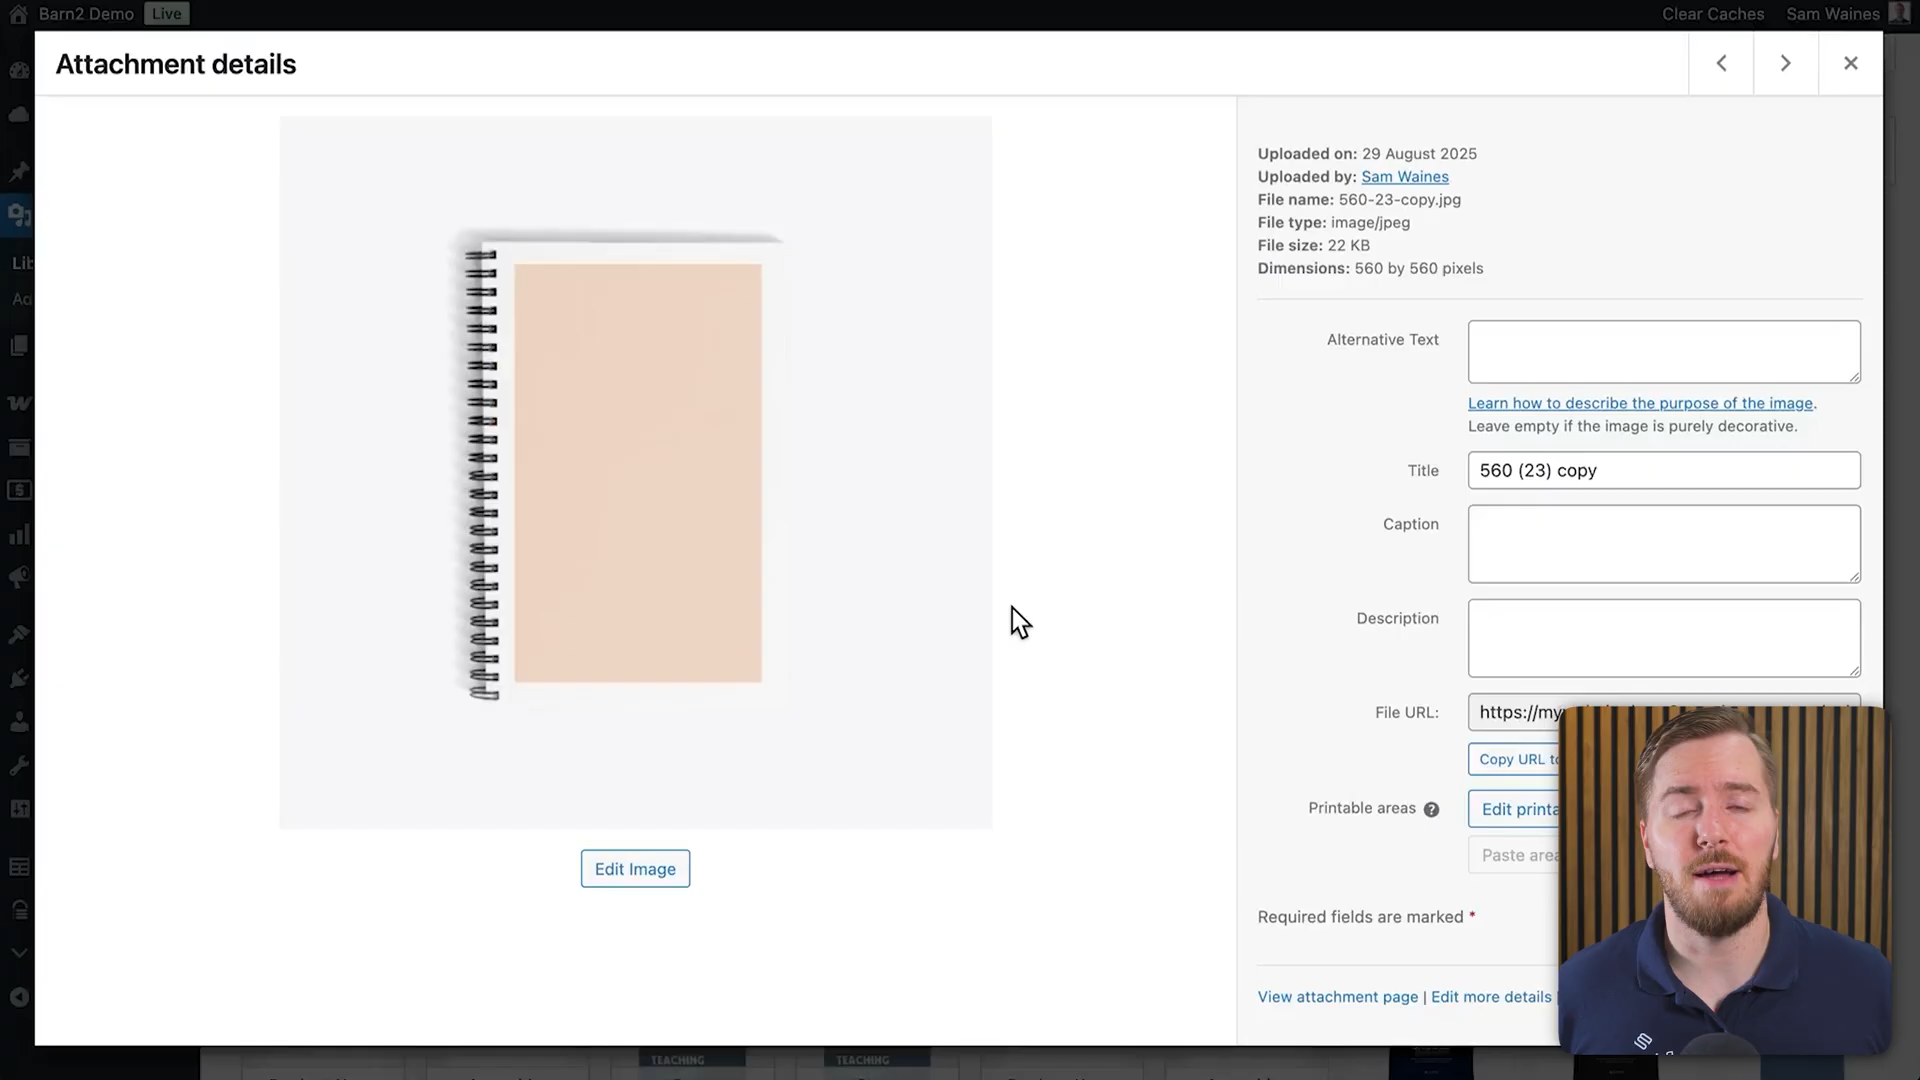 Barn2 Demo Live Clear Caches Sam Waines
Attachment details
Uploaded on: 29 August 2025
Uploaded by: Sam Waines
File name: 560-23-copy.jpg
File type: image/jpeg
File size: 22 KB
Dimensions: 560 by 560 pixels
Alternative Text
Learn how to describe the purpose of the image.
Leave empty if the image is purely decorative.
Title 560 (23) copy
Caption
Description
File URL: https://my
Copy URL
Printable areas ? Edit
Paste
Edit Image
Required fields are marked *
View attachment page | Edit more details
TEACHING TEACHING